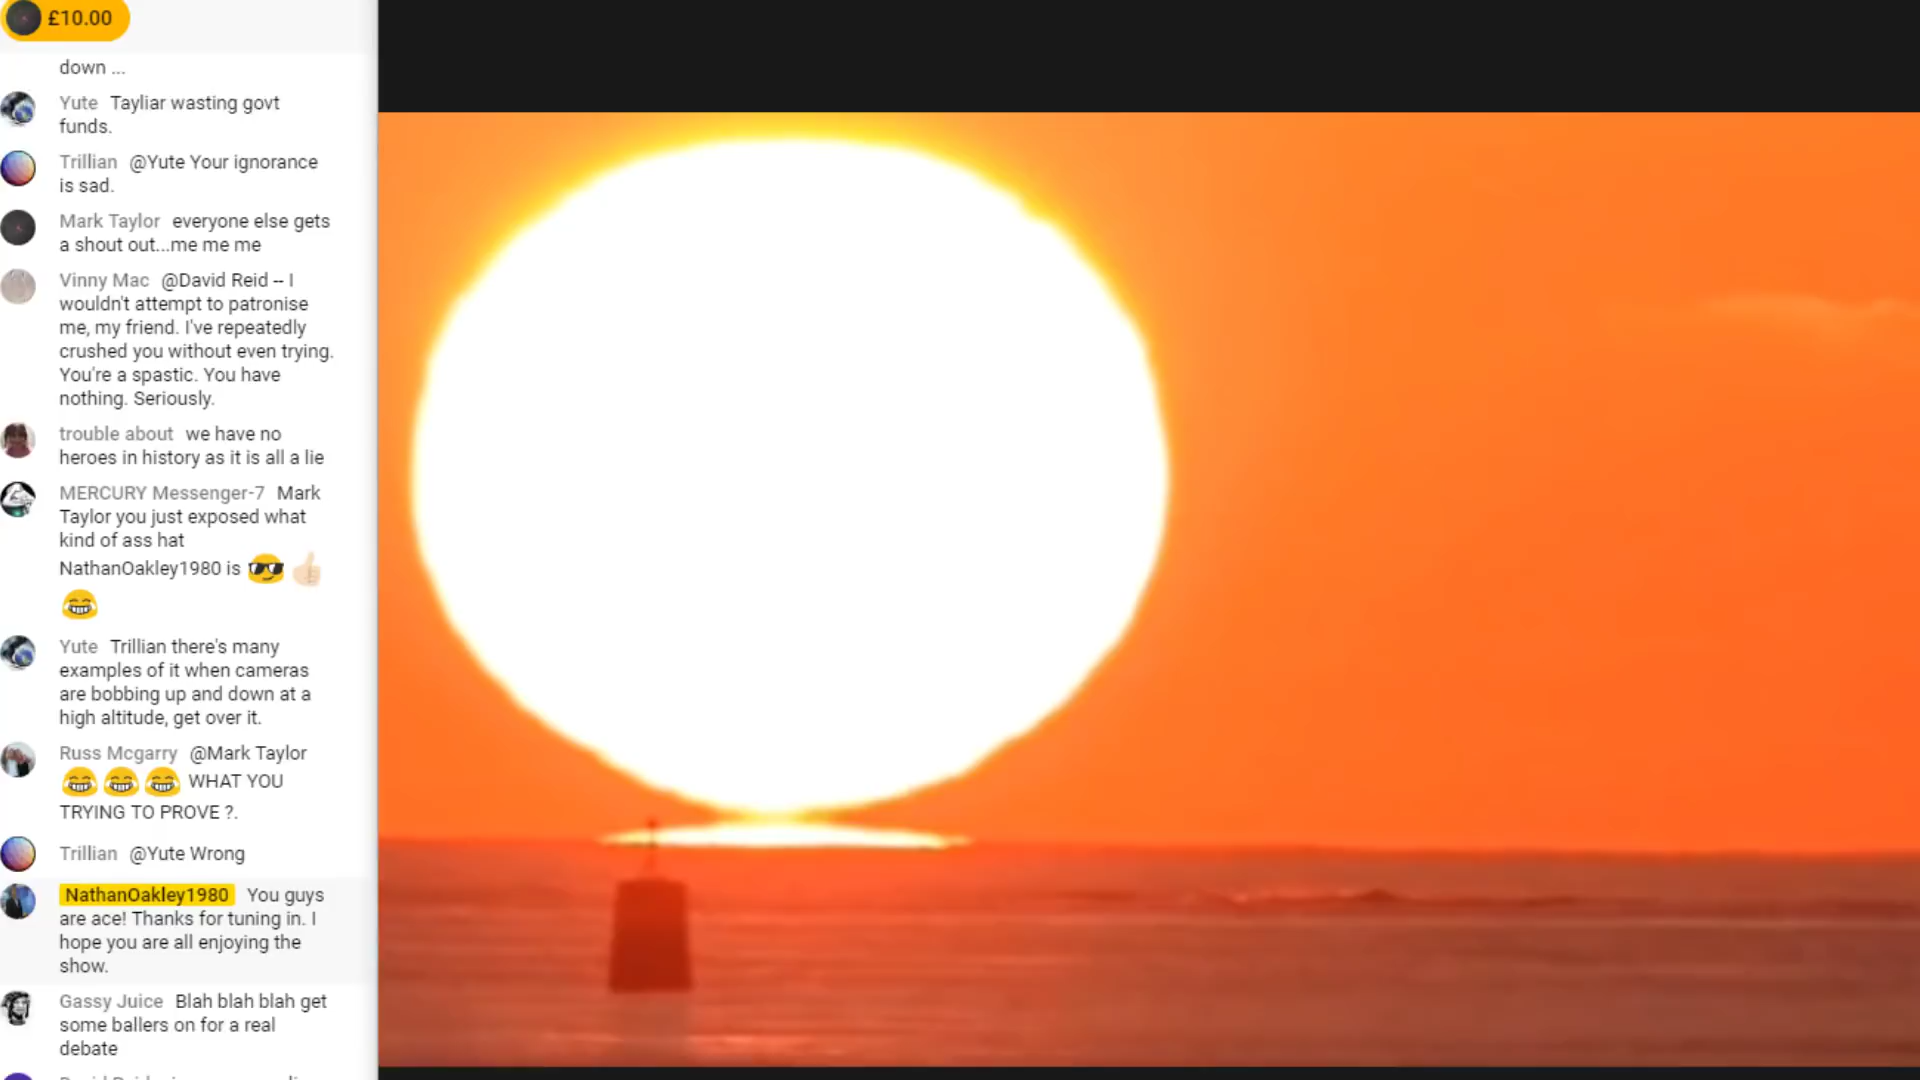 £10.00
down ...
Yute Tayliar wasting govt
funds.
Trillian @Yute Your ignorance
is sad.
Mark Taylor everyone else gets
a shout out...me me me
Vinny Mac @David Reid -- I
wouldn't attempt to patronise
me, my friend. I've repeatedly
crushed you without even trying.
You're a spastic. You have
nothing. Seriously.
trouble about we have no
heroes in history as it is all a lie
MERCURY Messenger-7 Mark
Taylor you just exposed what
kind of ass hat
NathanOakley1980 is 😎 👍🏻
😂
Yute Trillian there's many
examples of it when cameras
are bobbing up and down at a
high altitude, get over it.
Russ Mcgarry @Mark Taylor
😂 😂 😂 WHAT YOU
TRYING TO PROVE ?.
Trillian @Yute Wrong
NathanOakley1980 You guys
are ace! Thanks for tuning in. I
hope you are all enjoying the
show.
Gassy Juice Blah blah blah get
some ballers on for a real
debate